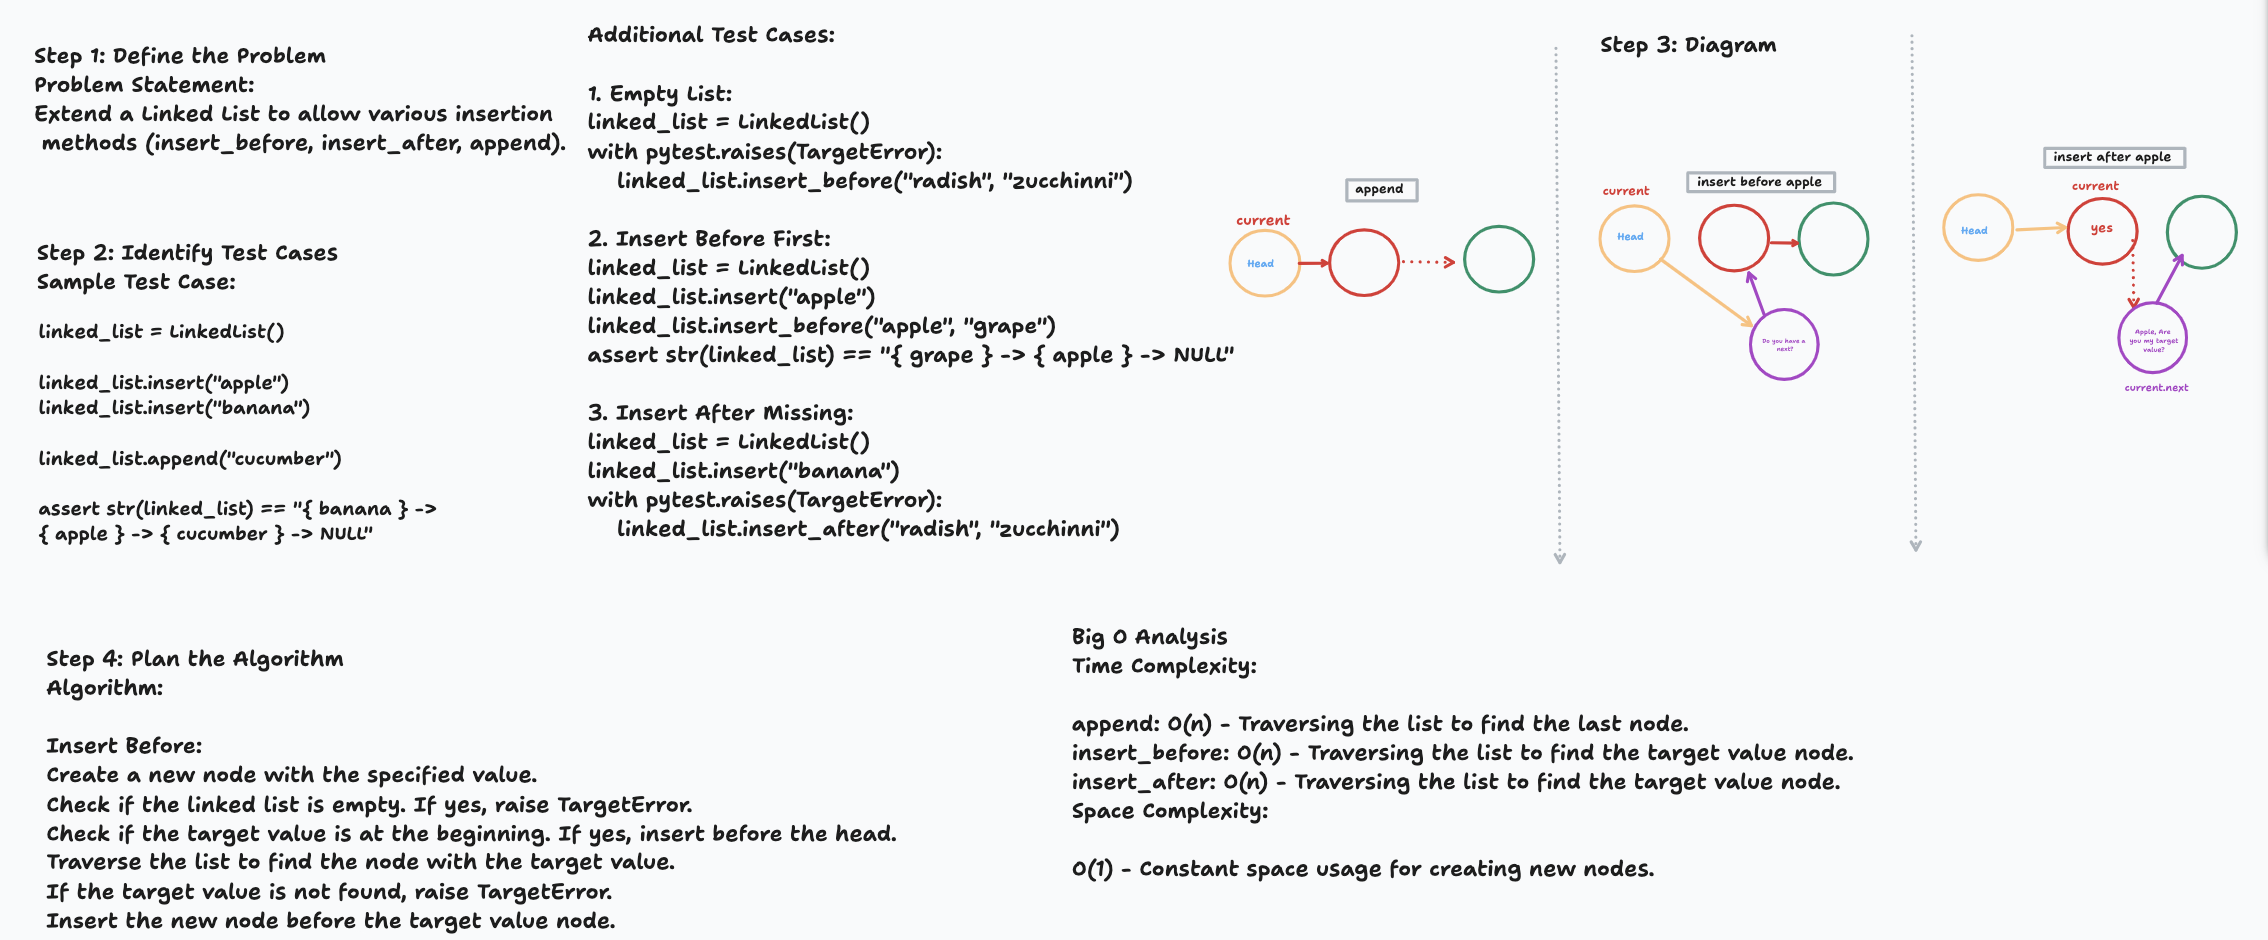 Step 1: Define the Problem
Problem Statement:
Extend a Linked List to allow various insertion
methods (insert_before, insert_after, append).
Step 2: Identify Test Cases
Sample Test Case:
linked_list = LinkedList()
linked_list.insert("apple")
linked_list.insert("banana")
linked_list.append("cucumber")
assert str(linked_list) == "{ banana } ->
{ apple } -> { cucumber } -> NULL"
Additional Test Cases:
1. Empty List:
linked_list = LinkedList()
with pytest.raises(TargetError):
linked_list.insert_before("radish", "zucchinni")
2. Insert Before First:
linked_list = LinkedList()
linked_list.insert("apple")
linked_list.insert_before("apple", "grape")
assert str(linked_list) == "{ grape } -> { apple } -> NULL"
3. Insert After Missing:
linked_list = LinkedList()
linked_list.insert("banana")
with pytest.raises(TargetError):
linked_list.insert_after("radish", "zucchinni")
append
current
Head
Step 3: Diagram
insert before apple
current
Head
Do you have a
next?
insert after apple
current
Head
yes
Apple, Are
you my target
value?
current.next
Step 4: Plan the Algorithm
Algorithm:
Insert Before:
Create a new node with the specified value.
Check if the linked list is empty. If yes, raise TargetError.
Check if the target value is at the beginning. If yes, insert before the head.
Traverse the list to find the node with the target value.
If the target value is not found, raise TargetError.
Insert the new node before the target value node.
Big O Analysis
Time Complexity:
append: O(n) - Traversing the list to find the last node.
insert_before: O(n) - Traversing the list to find the target value node.
insert_after: O(n) - Traversing the list to find the target value node.
Space Complexity:
O(1) - Constant space usage for creating new nodes.